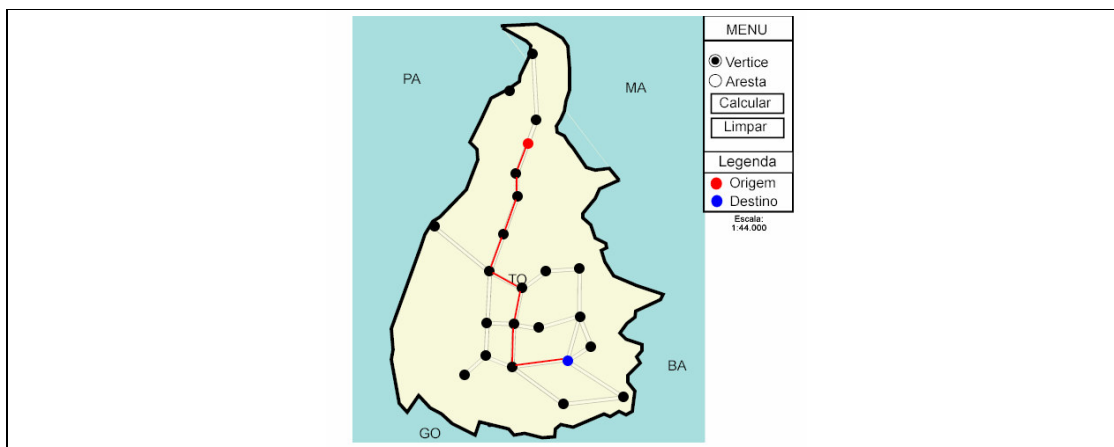 PA
MA
TO
BA
GO
MENU
Vertice
Aresta
Calcular
Limpar
Legenda
Origem
Destino
Escala:
1:44.000